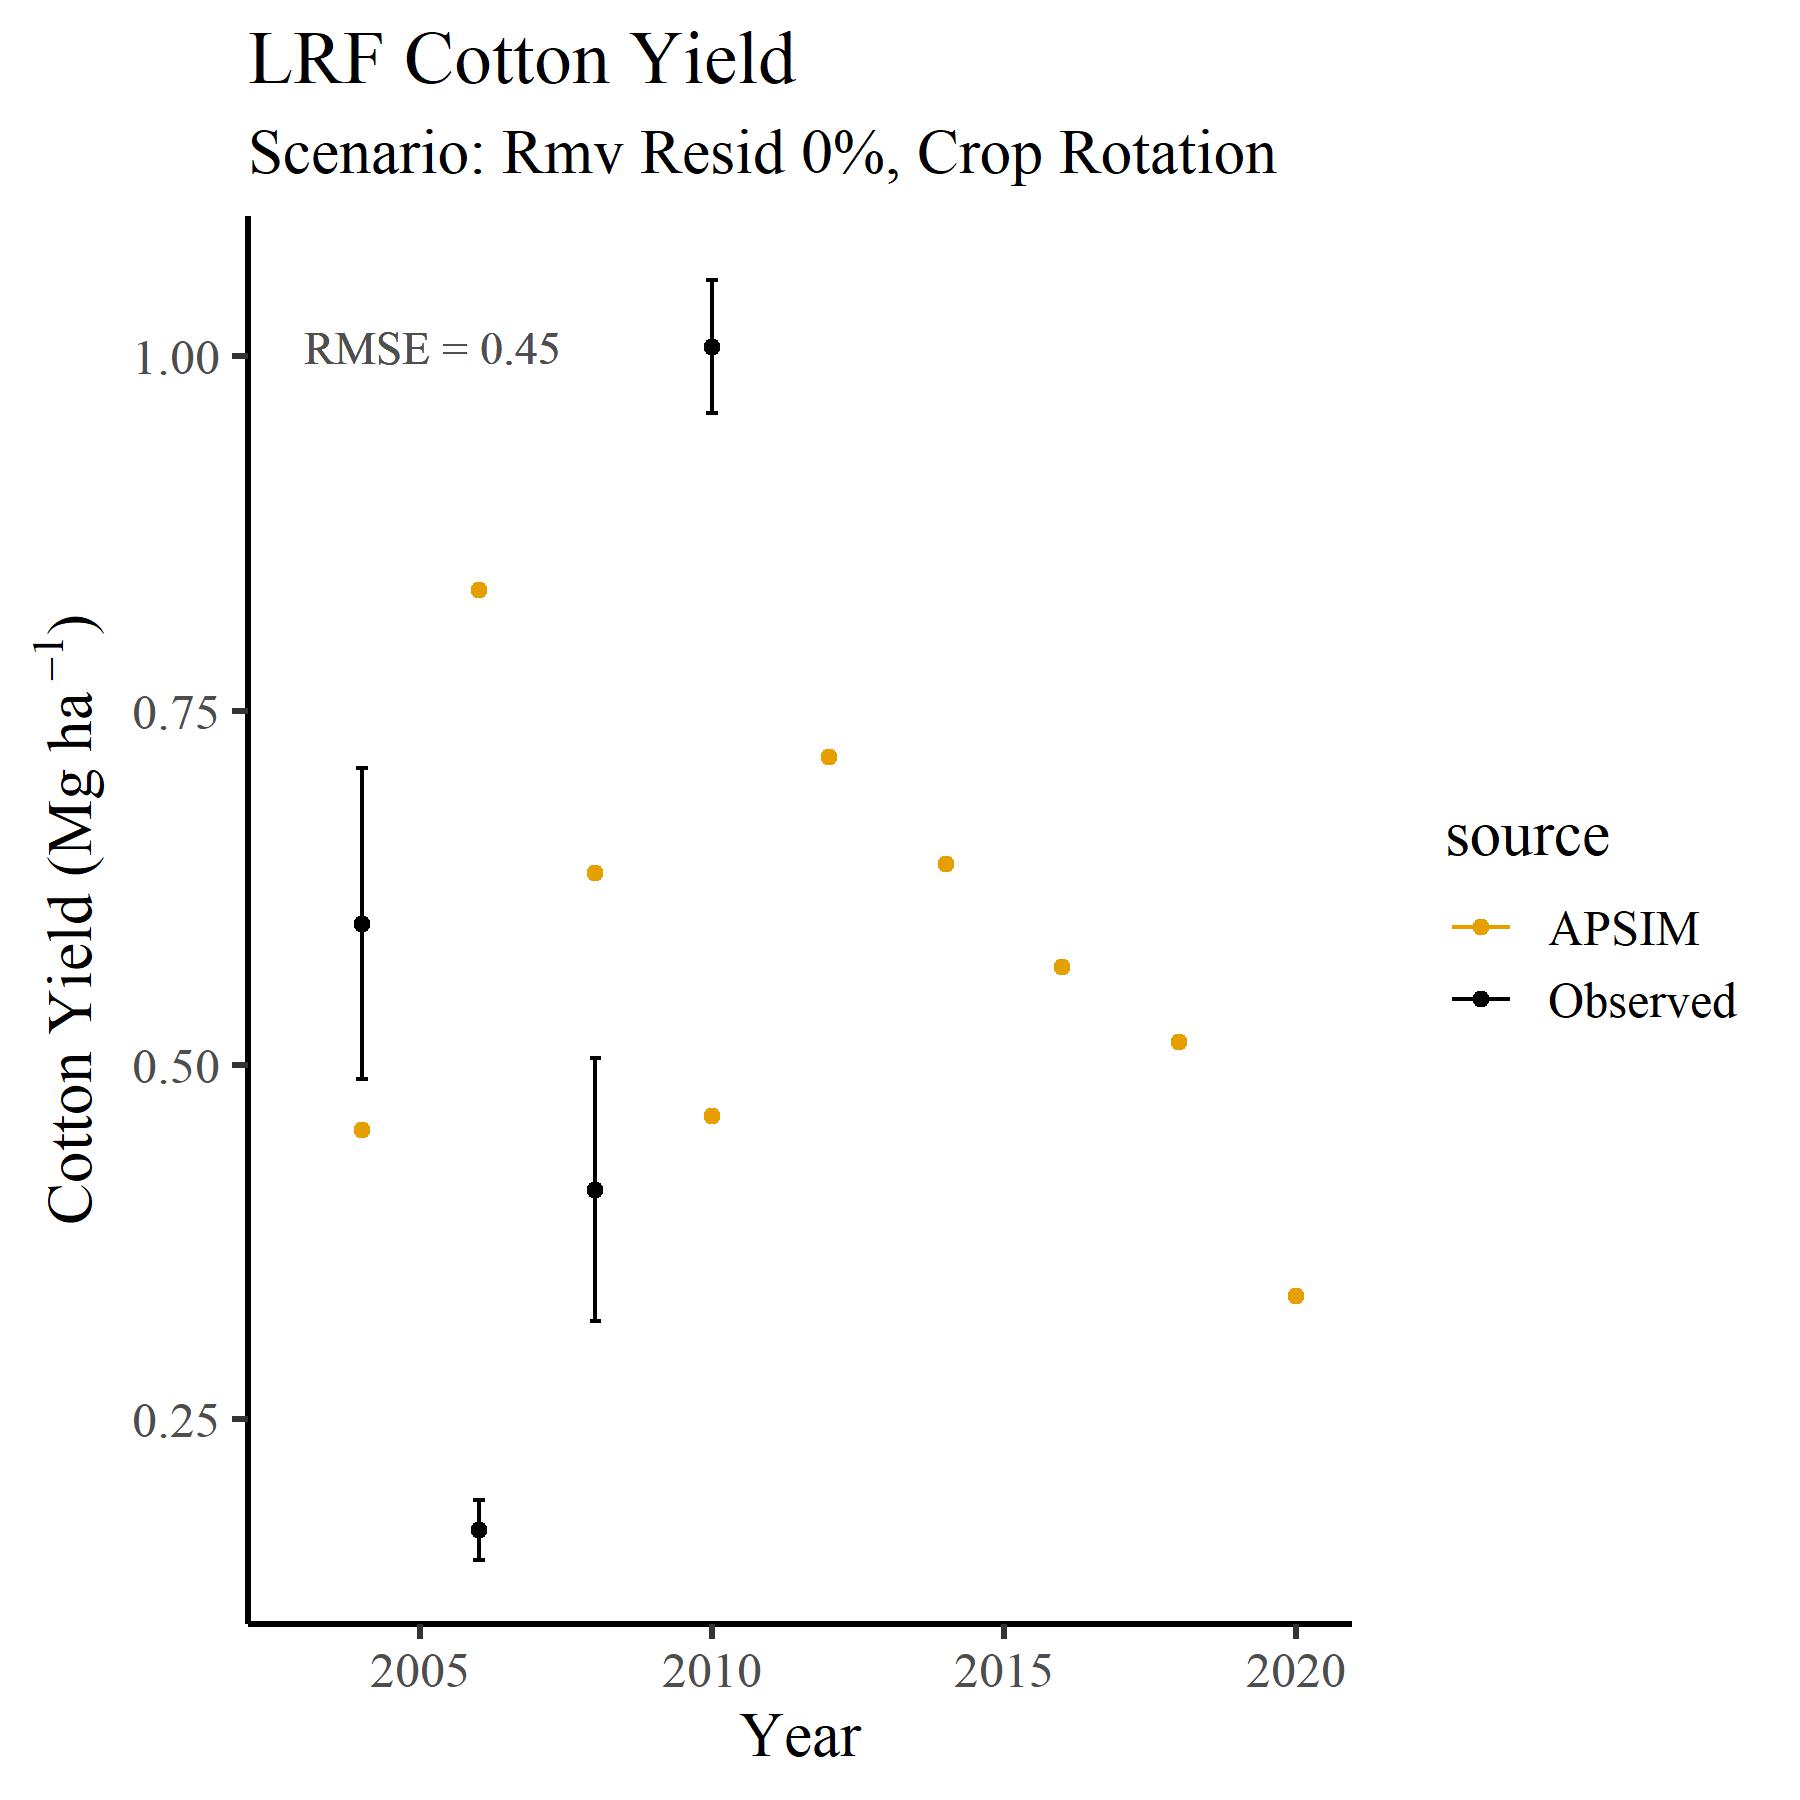 LRF Cotton Yield
Scenario: Rmv Resid 0%, Crop Rotation
RMSE = 0.45
1.00
0.75
0.50
0.25
Cotton Yield (Mg ha⁻¹)
2005 2010 2015 2020
Year
source
APSIM
Observed